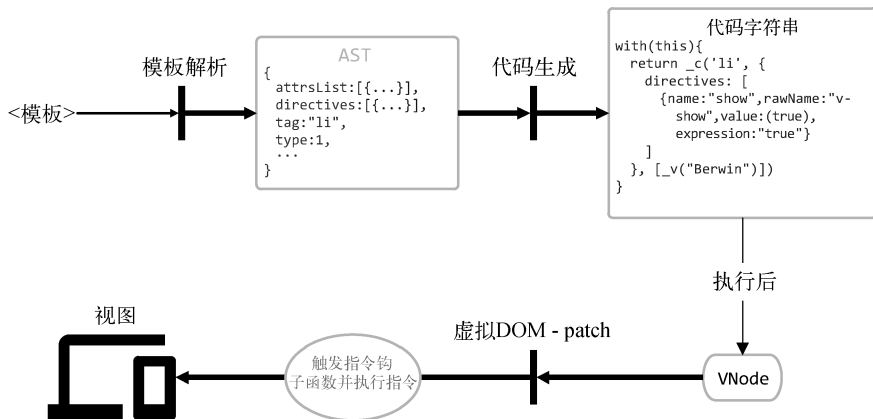 <模板>
模板解析
AST
{
attrsList:[{...}],
directives:[{...}],
tag:"li",
type:1,
...
}
代码生成
代码字符串
with(this){
return _c('li', {
directives: [
{name:"show",rawName:"v-
show",value:(true),
expression:"true"}
]
}, [_v("Berwin")])
}
执行后
VNode
虚拟DOM - patch
触发指令钩
子函数并执行指令
视图